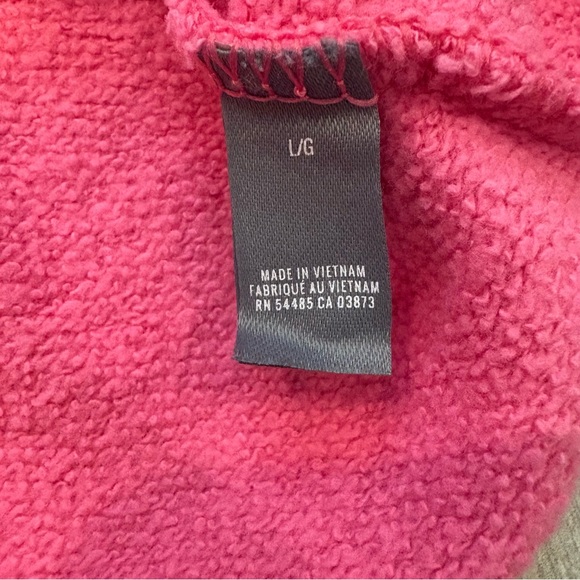 L/G
MADE IN VIETNAM
FABRIQUÉ AU VIETNAM
RN 54485 CA 03873